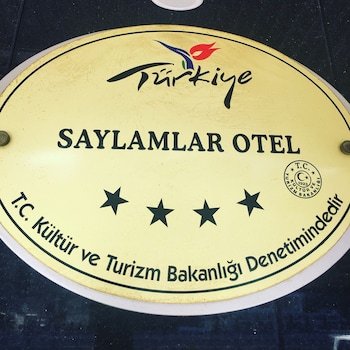 Türkiye
SAYLAMLAR OTEL
T.C.
T.C. Kültür ve Turizm Bakanlığı Denetimindedir